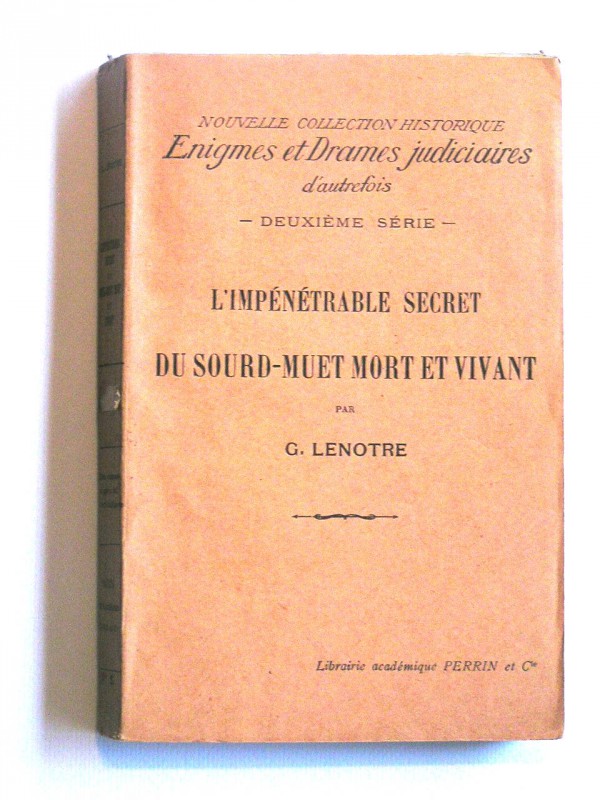 NOUVELLE COLLECTION HISTORIQUE
Enigmes et Drames judiciaires
d'autrefois
— DEUXIÈME SÉRIE —
L'IMPÉNÉTRABLE SECRET
DU SOURD-MUET MORT ET VIVANT
PAR
G. LENOTRE
Librairie académique PERRIN et Cie